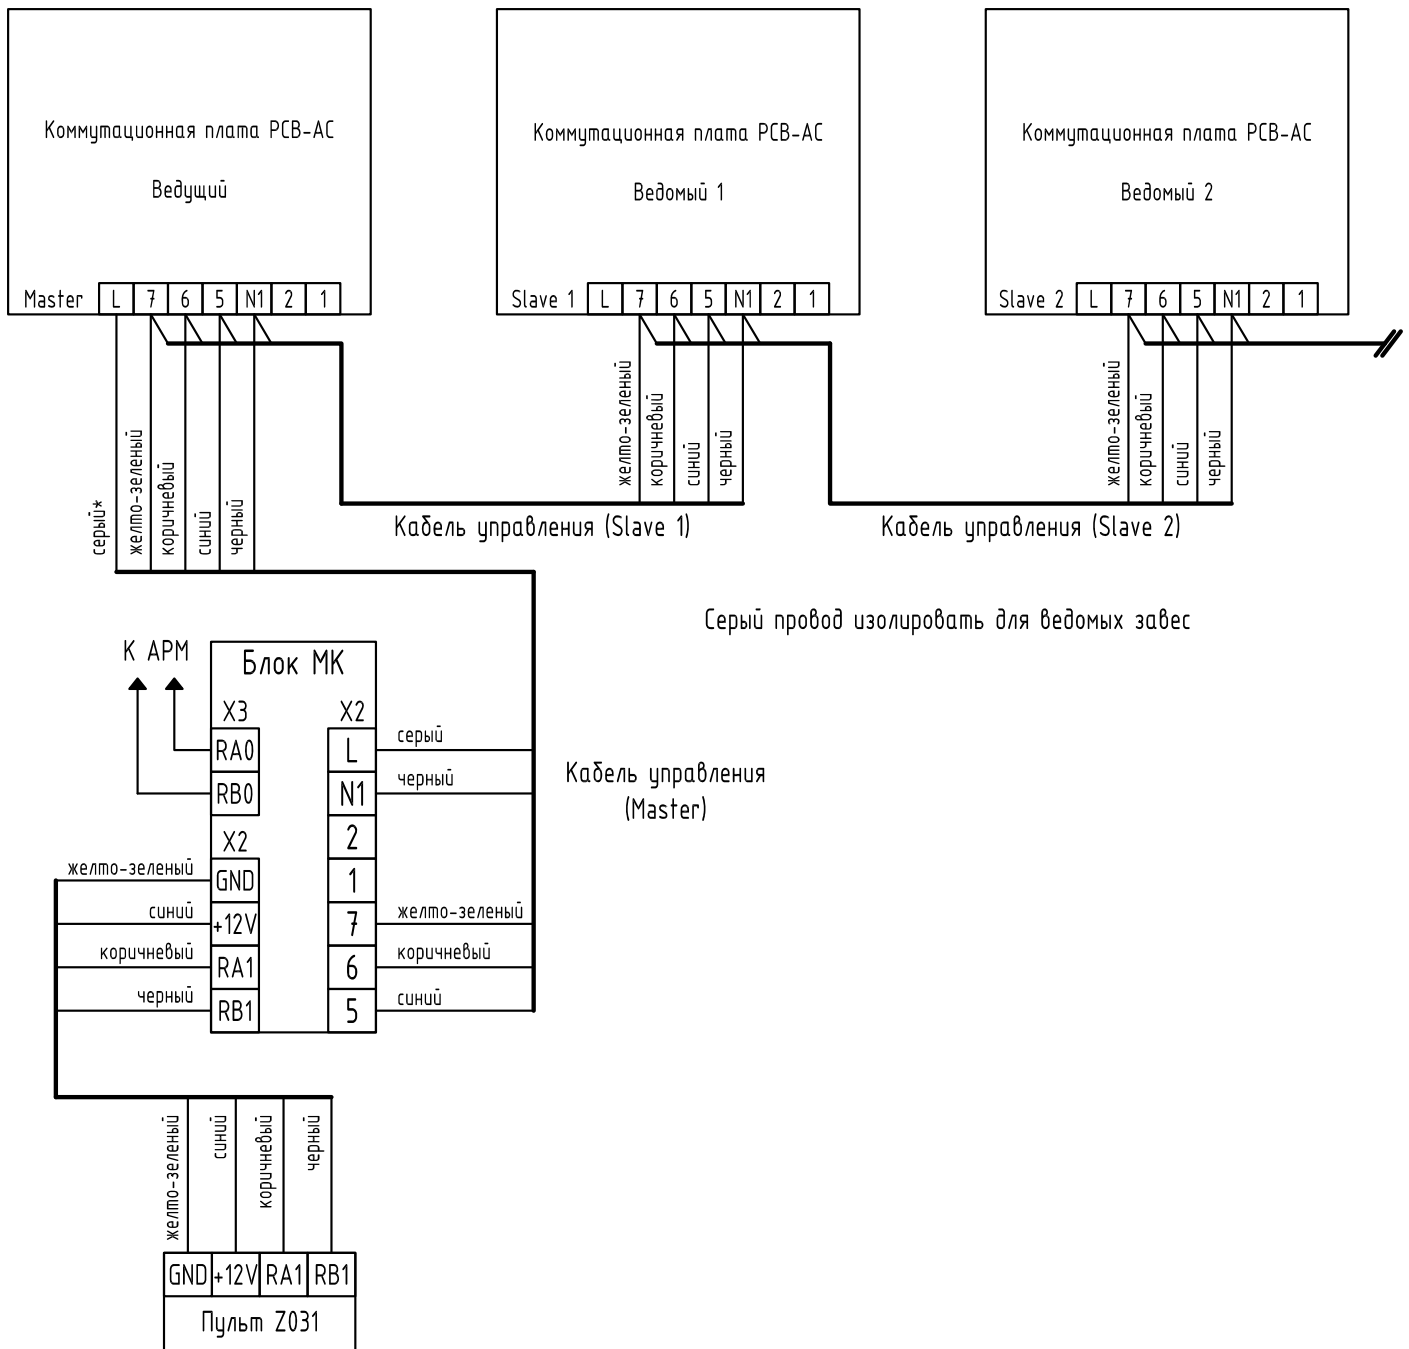 Коммутационная плата PCB-AC
Ведущий
Master L 7 6 5 N1 2 1
Коммутационная плата PCB-AC
Ведомый 1
Slave 1 L 7 6 5 N1 2 1
Коммутационная плата PCB-AC
Ведомый 2
Slave 2 L 7 6 5 N1 2 1
серый*
желто-зеленый
коричневый
синий
черный
желто-зеленый
коричневый
синий
черный
желто-зеленый
коричневый
синий
черный
Кабель управления (Slave 1)
Кабель управления (Slave 2)
Серый провод изолировать для ведомых завес
К АРМ
Блок МК
X3
RA0
RB0
X2
GND
+12V
RA1
RB1
X2
L
N1
2
1
7
6
5
серый
черный
желто-зеленый
коричневый
синий
Кабель управления
(Master)
желто-зеленый
синий
коричневый
черный
желто-зеленый
синий
коричневый
черный
GND +12V RA1 RB1
Пульт Z031